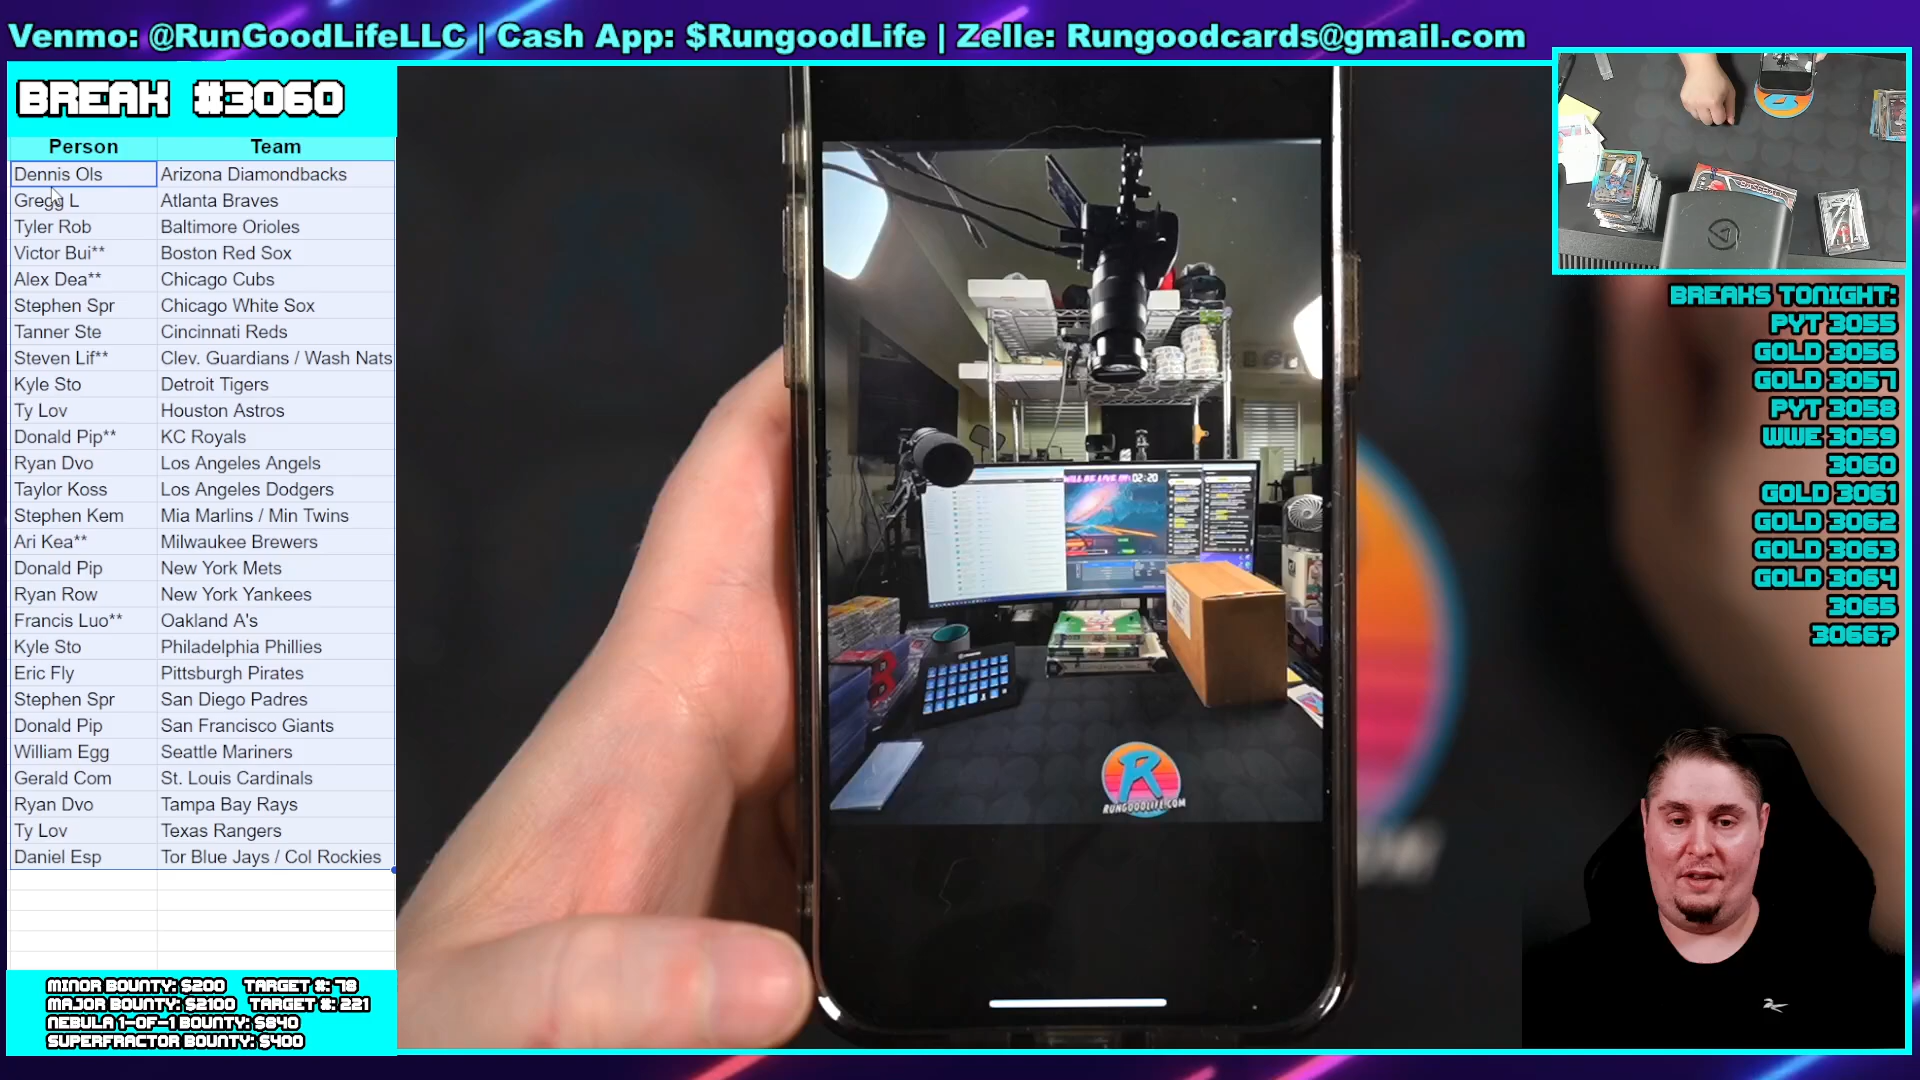 Venmo: @RunGoodLifeLLC | Cash App: $RungoodLife | Zelle: Rungoodcards@gmail.com
BREAK #3060
Person Team
Dennis Ols Arizona Diamondbacks
Gregg L Atlanta Braves
Tyler Rob Baltimore Orioles
Victor Bui** Boston Red Sox
Alex Dea** Chicago Cubs
Stephen Spr Chicago White Sox
Tanner Ste Cincinnati Reds
Steven Lif** Clev. Guardians / Wash Nats
Kyle Sto Detroit Tigers
Ty Lov Houston Astros
Donald Pip** KC Royals
Ryan Dvo Los Angeles Angels
Taylor Koss Los Angeles Dodgers
Stephen Kem Mia Marlins / Min Twins
Ari Kea** Milwaukee Brewers
Donald Pip New York Mets
Ryan Row New York Yankees
Francis Luo** Oakland A's
Kyle Sto Philadelphia Phillies
Eric Fly Pittsburgh Pirates
Stephen Spr San Diego Padres
Donald Pip San Francisco Giants
William Egg Seattle Mariners
Gerald Com St. Louis Cardinals
Ryan Dvo Tampa Bay Rays
Ty Lov Texas Rangers
Daniel Esp Tor Blue Jays / Col Rockies
MINOR BOUNTY: $200 TARGET #: 78
MAJOR BOUNTY: $2100 TARGET #: 221
NEBULA 1-OF-1 BOUNTY: $840
SUPERFRACTOR BOUNTY: $400
WILL BE LIVE IN: 02:20
R
RUNGOODLIFE.COM
BREAKS TONIGHT:
PYT 3055
GOLD 3056
GOLD 3057
PYT 3058
WWE 3059
3060
GOLD 3061
GOLD 3062
GOLD 3063
GOLD 3064
3065
3066?